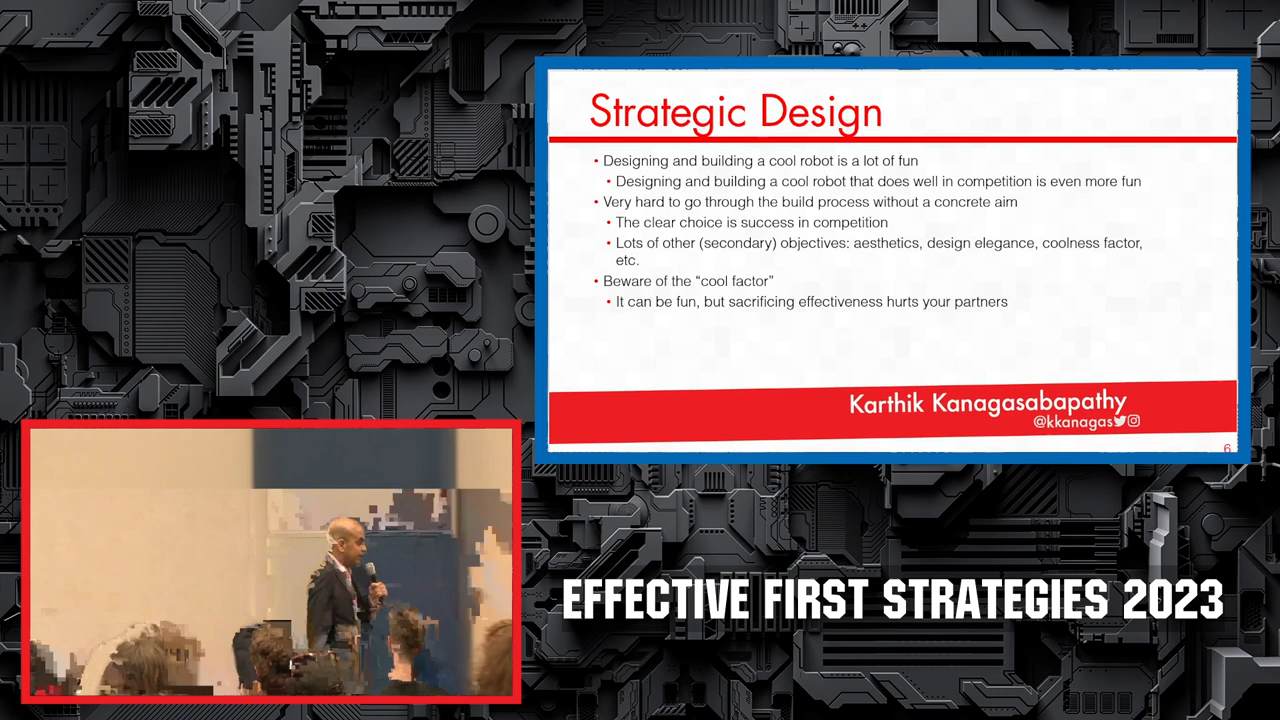 Strategic Design
• Designing and building a cool robot is a lot of fun
• Designing and building a cool robot that does well in competition is even more fun
• Very hard to go through the build process without a concrete aim
• The clear choice is success in competition
• Lots of other (secondary) objectives: aesthetics, design elegance, coolness factor,
etc.
• Beware of the “cool factor”
• It can be fun, but sacrificing effectiveness hurts your partners
Karthik Kanagasabapathy
@kkanagas
6
EFFECTIVE FIRST STRATEGIES 2023